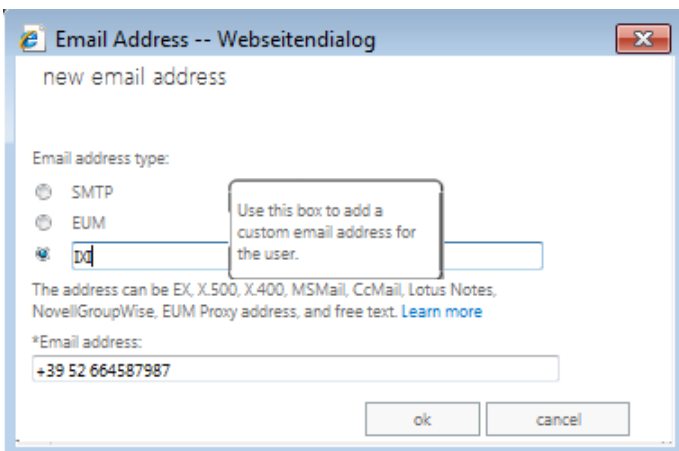 Email Address -- Webseitendialog
new email address
Email address type:
SMTP
EUM
IXI
Use this box to add a
custom email address for
the user.
The address can be EX, X.500, X.400, MSMail, CcMail, Lotus Notes,
NovellGroupWise, EUM Proxy address, and free text. Learn more
*Email address:
+39 52 664587987
ok cancel